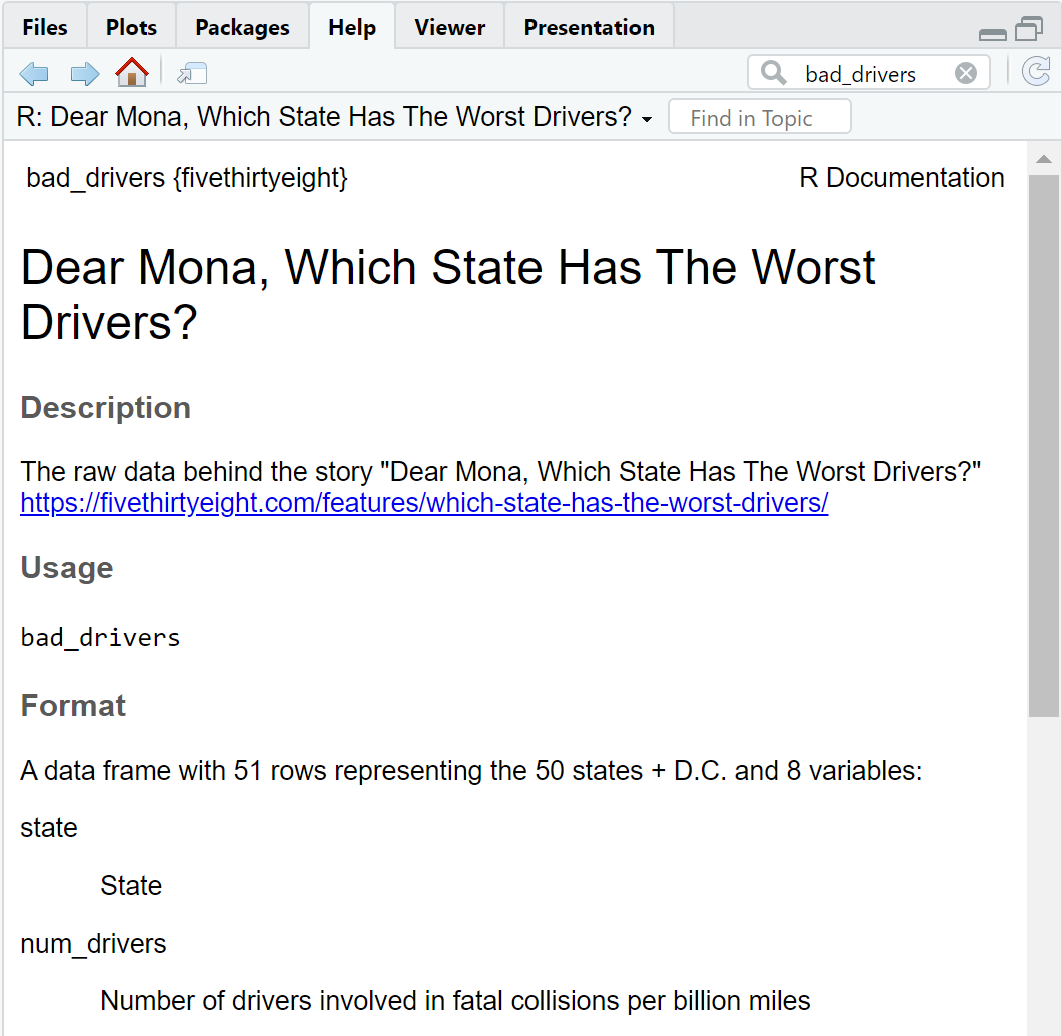 Files Plots Packages Help Viewer Presentation
bad_drivers
R: Dear Mona, Which State Has The Worst Drivers? Find in Topic
bad_drivers {fivethirtyeight} R Documentation
Dear Mona, Which State Has The Worst
Drivers?
Description
The raw data behind the story "Dear Mona, Which State Has The Worst Drivers?"
https://fivethirtyeight.com/features/which-state-has-the-worst-drivers/
Usage
bad_drivers
Format
A data frame with 51 rows representing the 50 states + D.C. and 8 variables:
state
State
num_drivers
Number of drivers involved in fatal collisions per billion miles